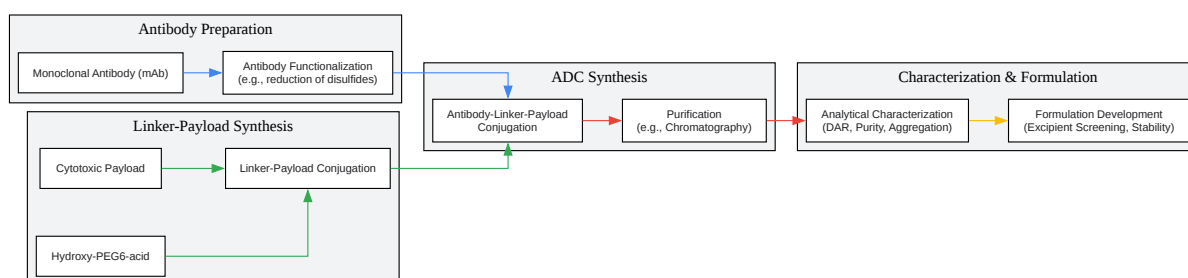 Antibody Preparation
Monoclonal Antibody (mAb)
Antibody Functionalization
(e.g., reduction of disulfides)
Linker-Payload Synthesis
Cytotoxic Payload
Linker-Payload Conjugation
Hydroxy-PEG6-acid
ADC Synthesis
Antibody-Linker-Payload
Conjugation
Purification
(e.g., Chromatography)
Characterization & Formulation
Analytical Characterization
(DAR, Purity, Aggregation)
Formulation Development
(Excipient Screening, Stability)